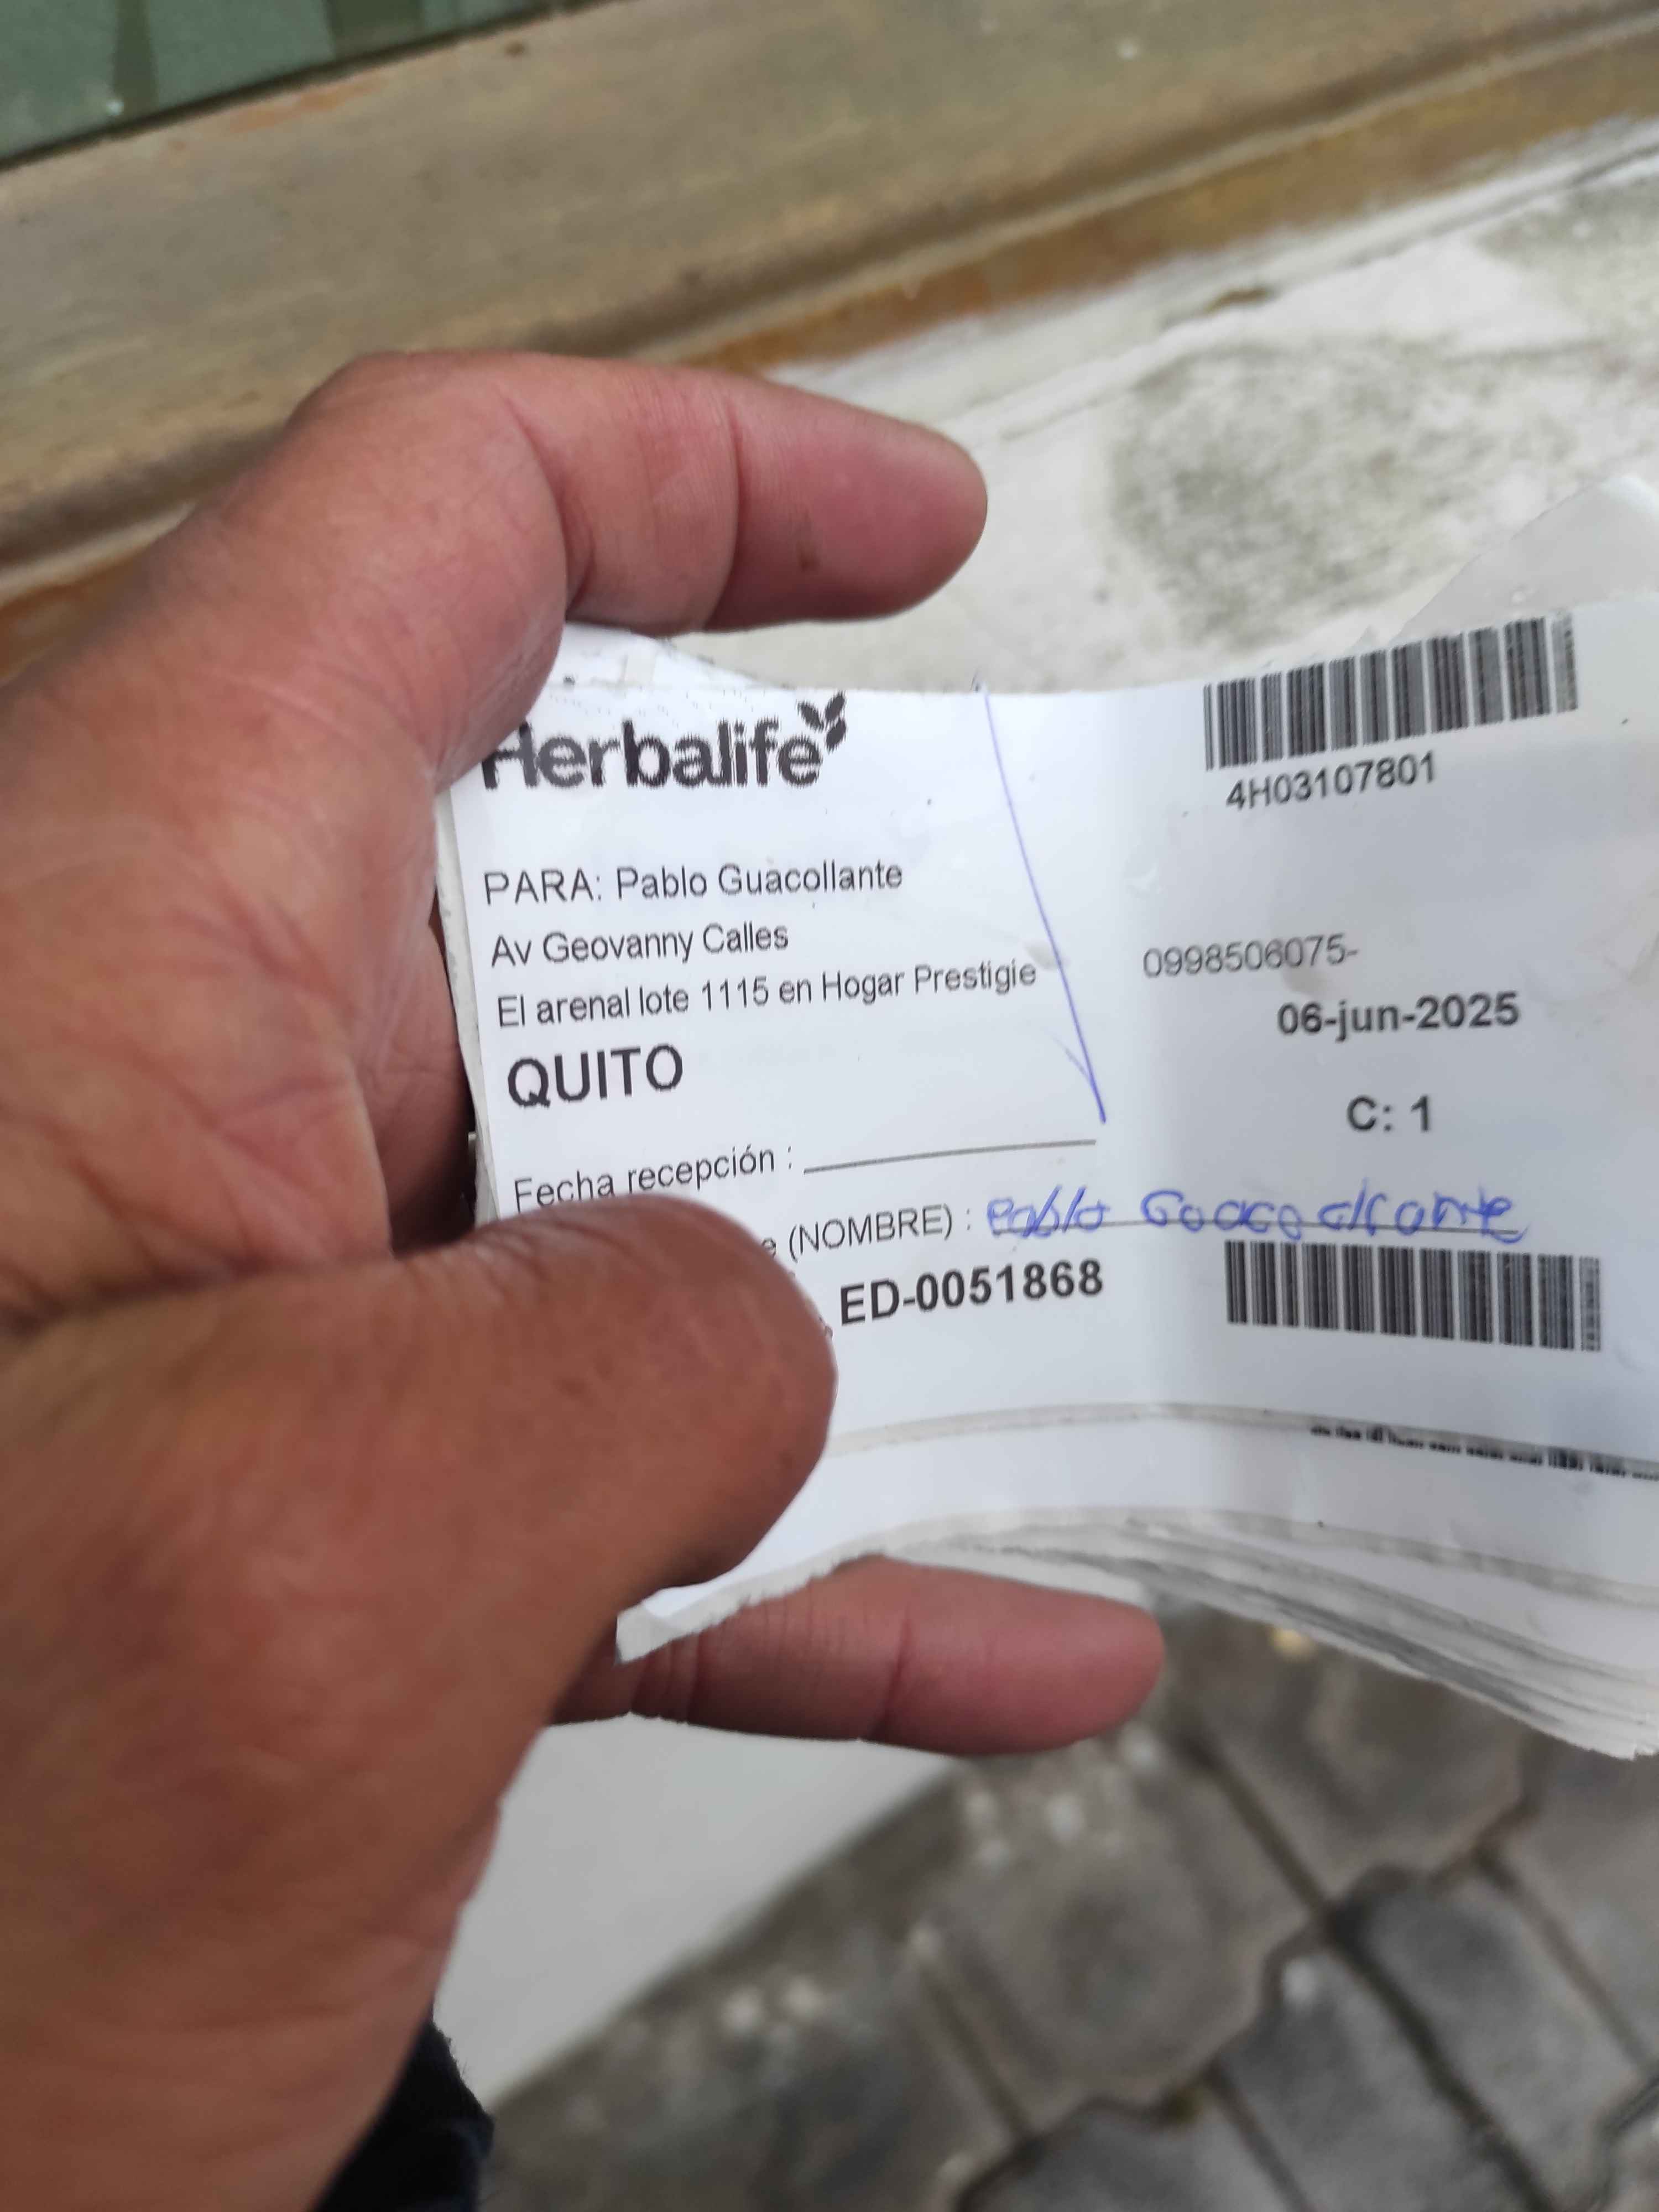 Herbalife
4H03107801
PARA: Pablo Guacollante
Av Geovanny Calles
El arenal lote 1115 en Hogar Prestigie
0998506075-
06-jun-2025
QUITO
C: 1
Fecha recepción :
e (NOMBRE) : Pablo
ED-0051868